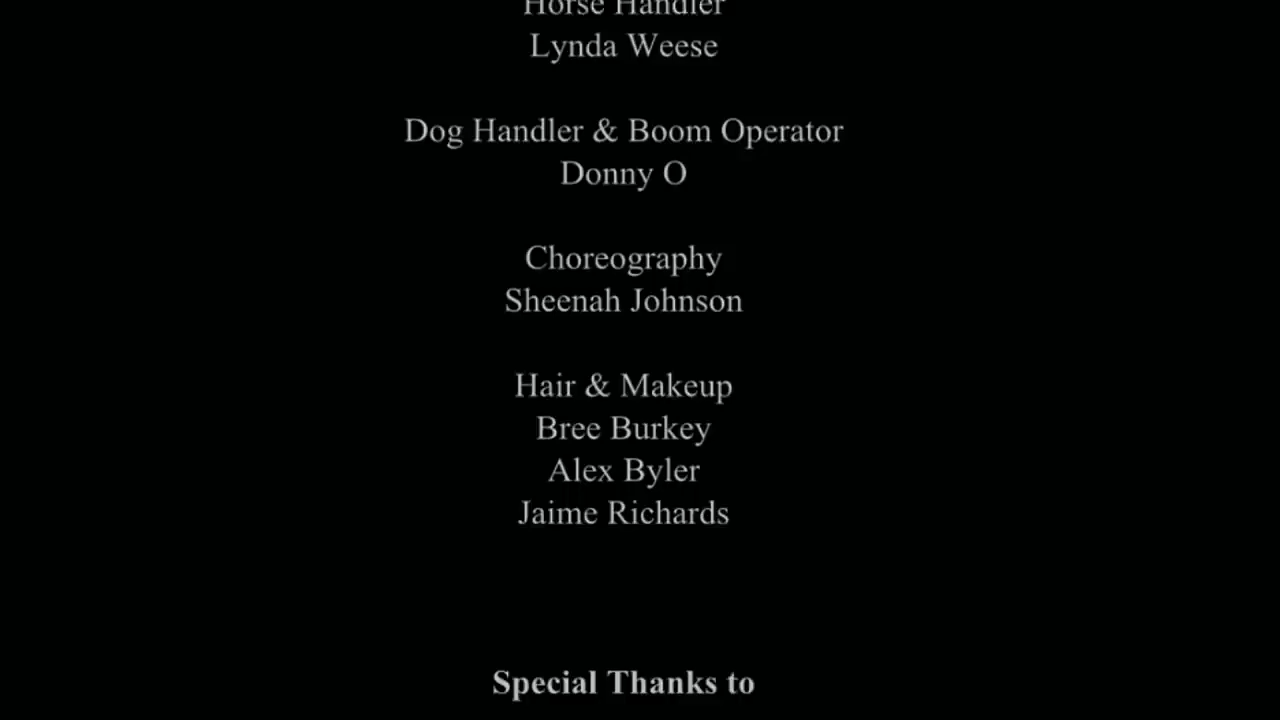 Horse Handler
Lynda Weese
Dog Handler & Boom Operator
Donny O
Choreography
Sheenah Johnson
Hair & Makeup
Bree Burkey
Alex Byler
Jaime Richards
Special Thanks to